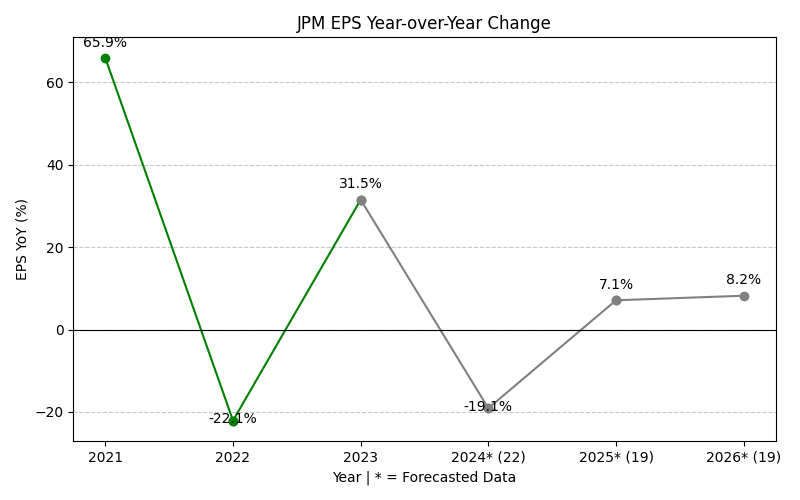 JPM EPS Year-over-Year Change
65.9%
-22.1%
31.5%
-19.1%
7.1%
8.2%
60
40
20
0
−20
EPS YoY (%)
2021 2022 2023 2024* (22) 2025* (19) 2026* (19)
Year | * = Forecasted Data